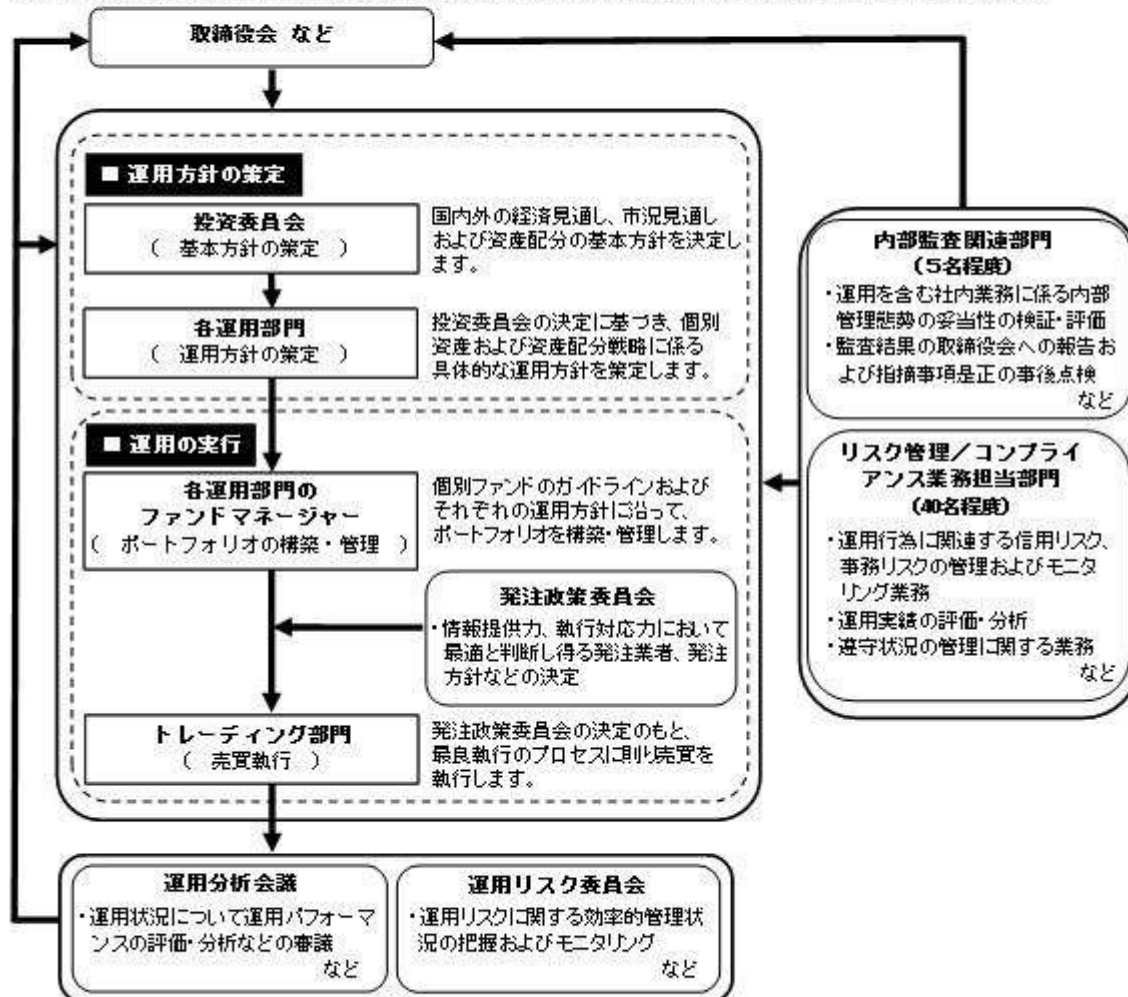 取締役会 など
■ 運用方針の策定
投資委員会
( 基本方針の策定 )
国内外の経済見通し、市況見通し
および資産配分の基本方針を決定し
ます。
各運用部門
( 運用方針の策定 )
投資委員会の決定に基づき、個別
資産および資産配分戦略に係る
具体的な運用方針を策定します。
■ 運用の実行
各運用部門の
ファンドマネージャー
( ポートフォリオの構築・管理 )
個別ファンドのガイドラインおよび
それぞれの運用方針に沿って、
ポートフォリオを構築・管理します。
発注政策委員会
・情報提供力、執行対応力において
最適と判断し得る発注業者、発注
方針などの決定
トレーディング部門
( 売買執行 )
発注政策委員会の決定のもと、
最良執行のプロセスに則り売買を
執行します。
運用分析会議
・運用状況について運用パフォーマ
ンスの評価・分析などの審議
など
運用リスク委員会
・運用リスクに関する効率的管理状
況の把握およびモニタリング
など
内部監査関連部門
(5名程度)
・運用を含む社内業務に係る内部
管理態勢の妥当性の検証・評価
・監査結果の取締役会への報告お
よび指摘事項是正の事後点検
など
リスク管理/コンプライ
アンス業務担当部門
(40名程度)
・運用行為に関連する信用リスク、
事務リスクの管理およびモニタ
リング業務
・運用実績の評価・分析
・遵守状況の管理に関する業務
など